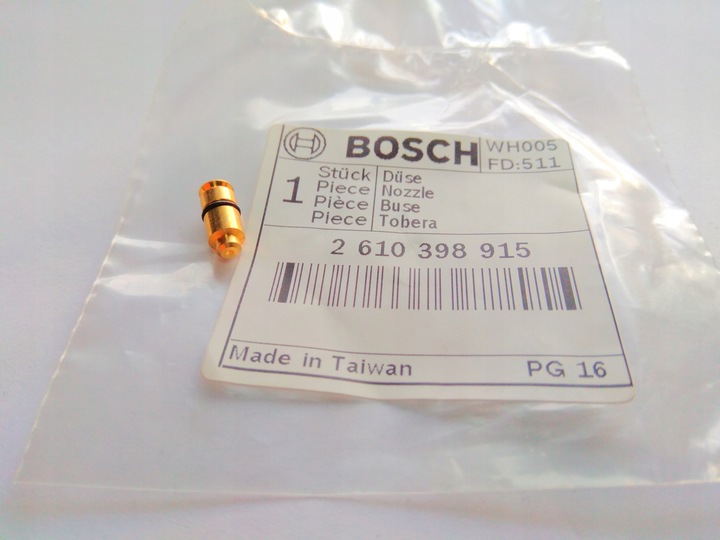 BOSCH
WH005
FD:511
1
Stück Düse
Piece Nozzle
Pièce Buse
Piece Tobera
2 610 398 915
Made in Taiwan
PG 16